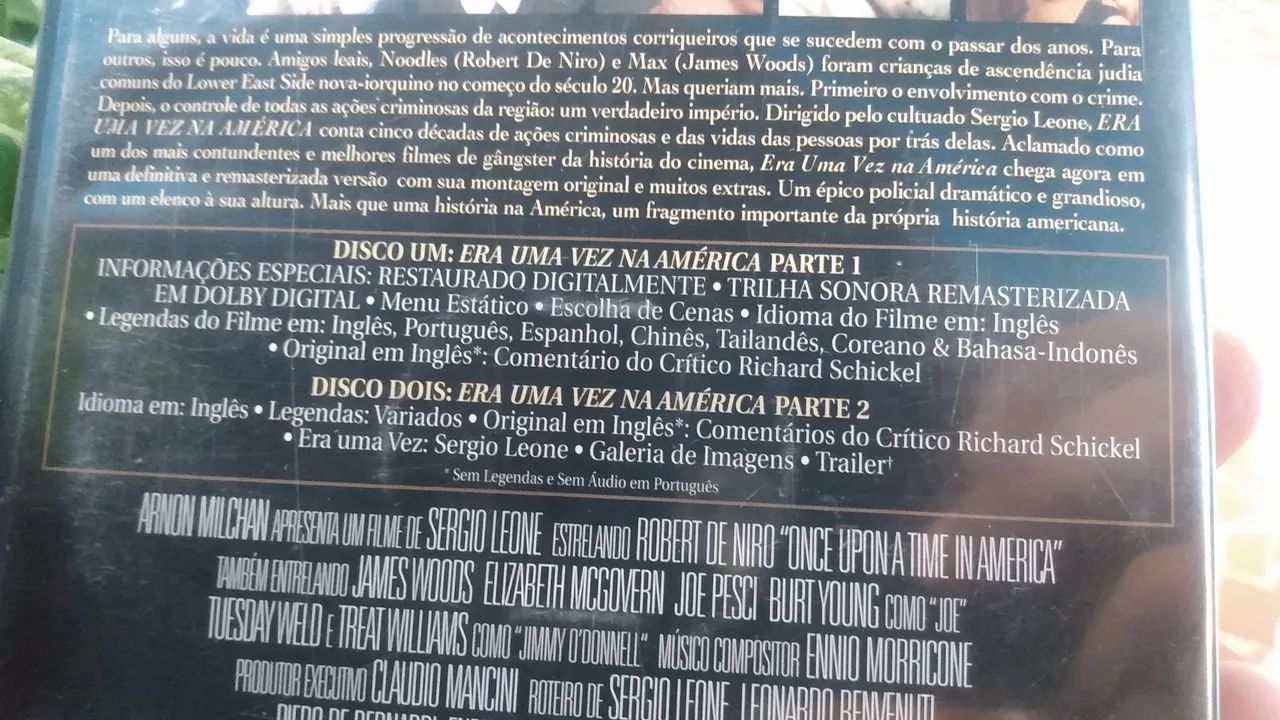 Para alguns, a vida é uma simples progressão de acontecimentos corriqueiros que se sucedem com o passar dos anos. Para
outros, isso é pouco. Amigos leais, Noodles (Robert De Niro) e Max (James Woods) foram crianças de ascendência judia
comuns do Lower East Side nova-iorquino no começo do século 20. Mas queriam mais. Primeiro o envolvimento com o crime.
Depois, o controle de todas as ações criminosas da região: um verdadeiro império. Dirigido pelo cultuado Sergio Leone, ERA
UMA VEZ NA AMÉRICA conta cinco décadas de ações criminosas e das vidas das pessoas por trás delas. Aclamado como
um dos mais contundentes e melhores filmes de gângster da história do cinema, Era Uma Vez na América chega agora em
uma definitiva e remasterizada versão com sua montagem original e muitos extras. Um épico policial dramático e grandioso,
com um elenco à sua altura. Mais que uma história na América, um fragmento importante da própria história americana.
DISCO UM: ERA UMA VEZ NA AMÉRICA PARTE 1
INFORMAÇÕES ESPECIAIS: RESTAURADO DIGITALMENTE • TRILHA SONORA REMASTERIZADA
EM DOLBY DIGITAL • Menu Estático • Escolha de Cenas • Idioma do Filme em: Inglês
• Legendas do Filme em: Inglês, Português, Espanhol, Chinês, Tailandês, Coreano & Bahasa-Indonês
• Original em Inglês*: Comentário do Crítico Richard Schickel
DISCO DOIS: ERA UMA VEZ NA AMÉRICA PARTE 2
Idioma em: Inglês • Legendas: Variados • Original em Inglês*: Comentários do Crítico Richard Schickel
• Era uma Vez: Sergio Leone • Galeria de Imagens • Trailer†
* Sem Legendas e Sem Áudio em Português
ARNON MILCHAN APRESENTA UM FILME DE SERGIO LEONE ESTRELANDO ROBERT DE NIRO "ONCE UPON A TIME IN AMERICA"
TAMBÉM ENTRELANDO JAMES WOODS ELIZABETH MCGOVERN JOE PESCI BURT YOUNG COMO "JOE"
TUESDAY WELD E TREAT WILLIAMS COMO "JIMMY O'DONNELL" MÚSICO COMPOSITOR ENNIO MORRICONE
PRODUTOR EXECUTIVO CLAUDIO MANCINI ROTEIRO DE SERGIO LEONE LEONARDO BENVENUTI
PIERO DE BERNARDI